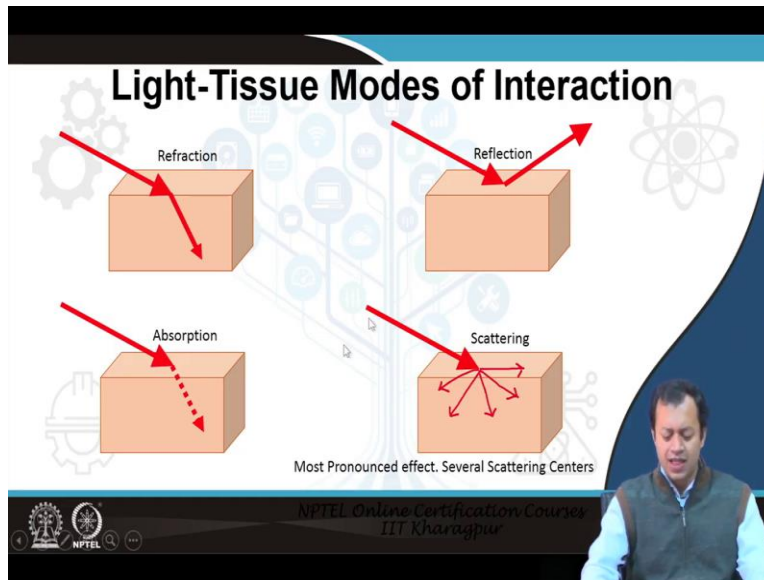 Light-Tissue Modes of Interaction
Refraction
Reflection
Absorption
Scattering
Most Pronounced effect. Several Scattering Centers
NPTEL Online Certification Courses
IIT Kharagpur
NPTEL